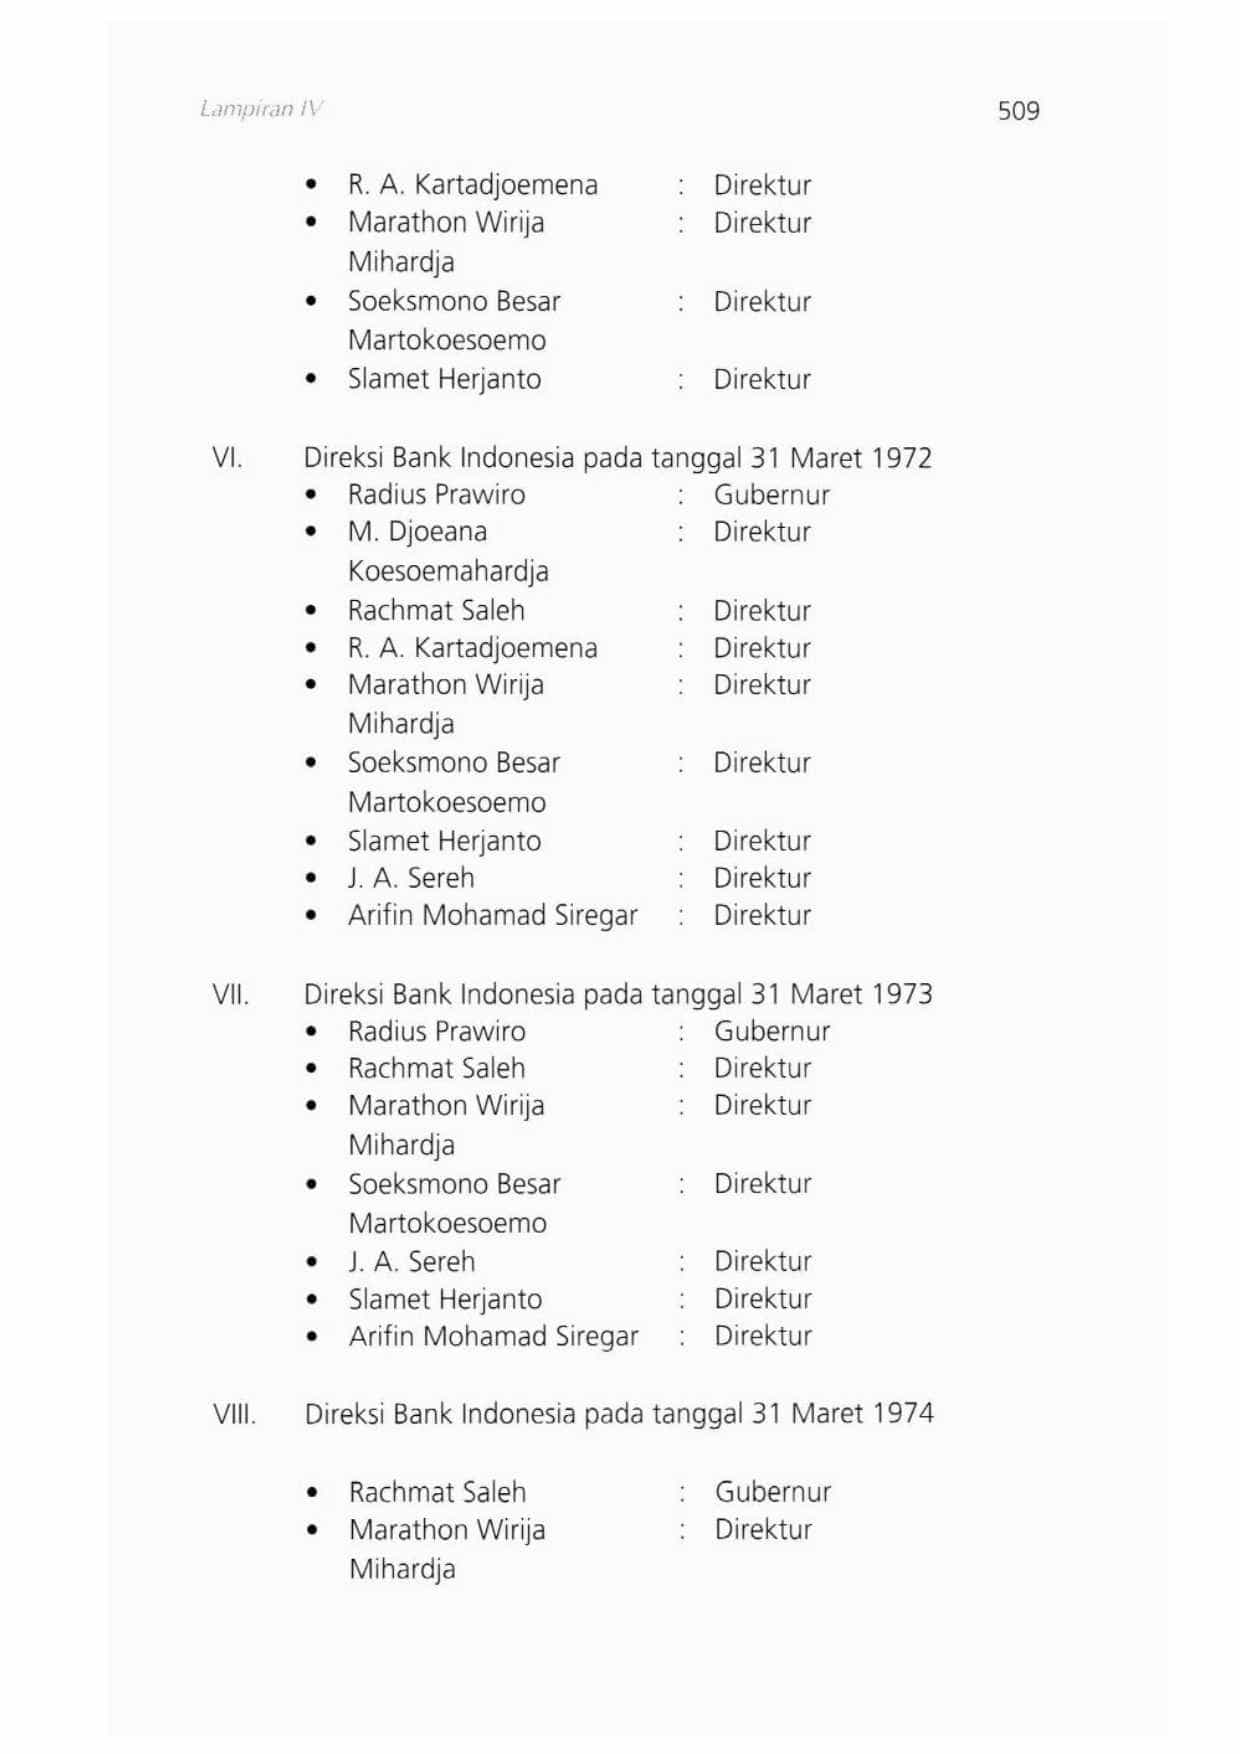 Lampiran IV 509
• R. A. Kartadjoemena : Direktur
• Marathon Wirija : Direktur
Mihardja
• Soeksmono Besar : Direktur
Martokoesoemo
• Slamet Herjanto : Direktur
VI. Direksi Bank Indonesia pada tanggal 31 Maret 1972
• Radius Prawiro : Gubernur
• M. Djoeana : Direktur
Koesoemahardja
• Rachmat Saleh : Direktur
• R. A. Kartadjoemena : Direktur
• Marathon Wirija : Direktur
Mihardja
• Soeksmono Besar : Direktur
Martokoesoemo
• Slamet Herjanto : Direktur
• J. A. Sereh : Direktur
• Arifin Mohamad Siregar : Direktur
VII. Direksi Bank Indonesia pada tanggal 31 Maret 1973
• Radius Prawiro : Gubernur
• Rachmat Saleh : Direktur
• Marathon Wirija : Direktur
Mihardja
• Soeksmono Besar : Direktur
Martokoesoemo
• J. A. Sereh : Direktur
• Slamet Herjanto : Direktur
• Arifin Mohamad Siregar : Direktur
VIII. Direksi Bank Indonesia pada tanggal 31 Maret 1974
• Rachmat Saleh : Gubernur
• Marathon Wirija : Direktur
Mihardja